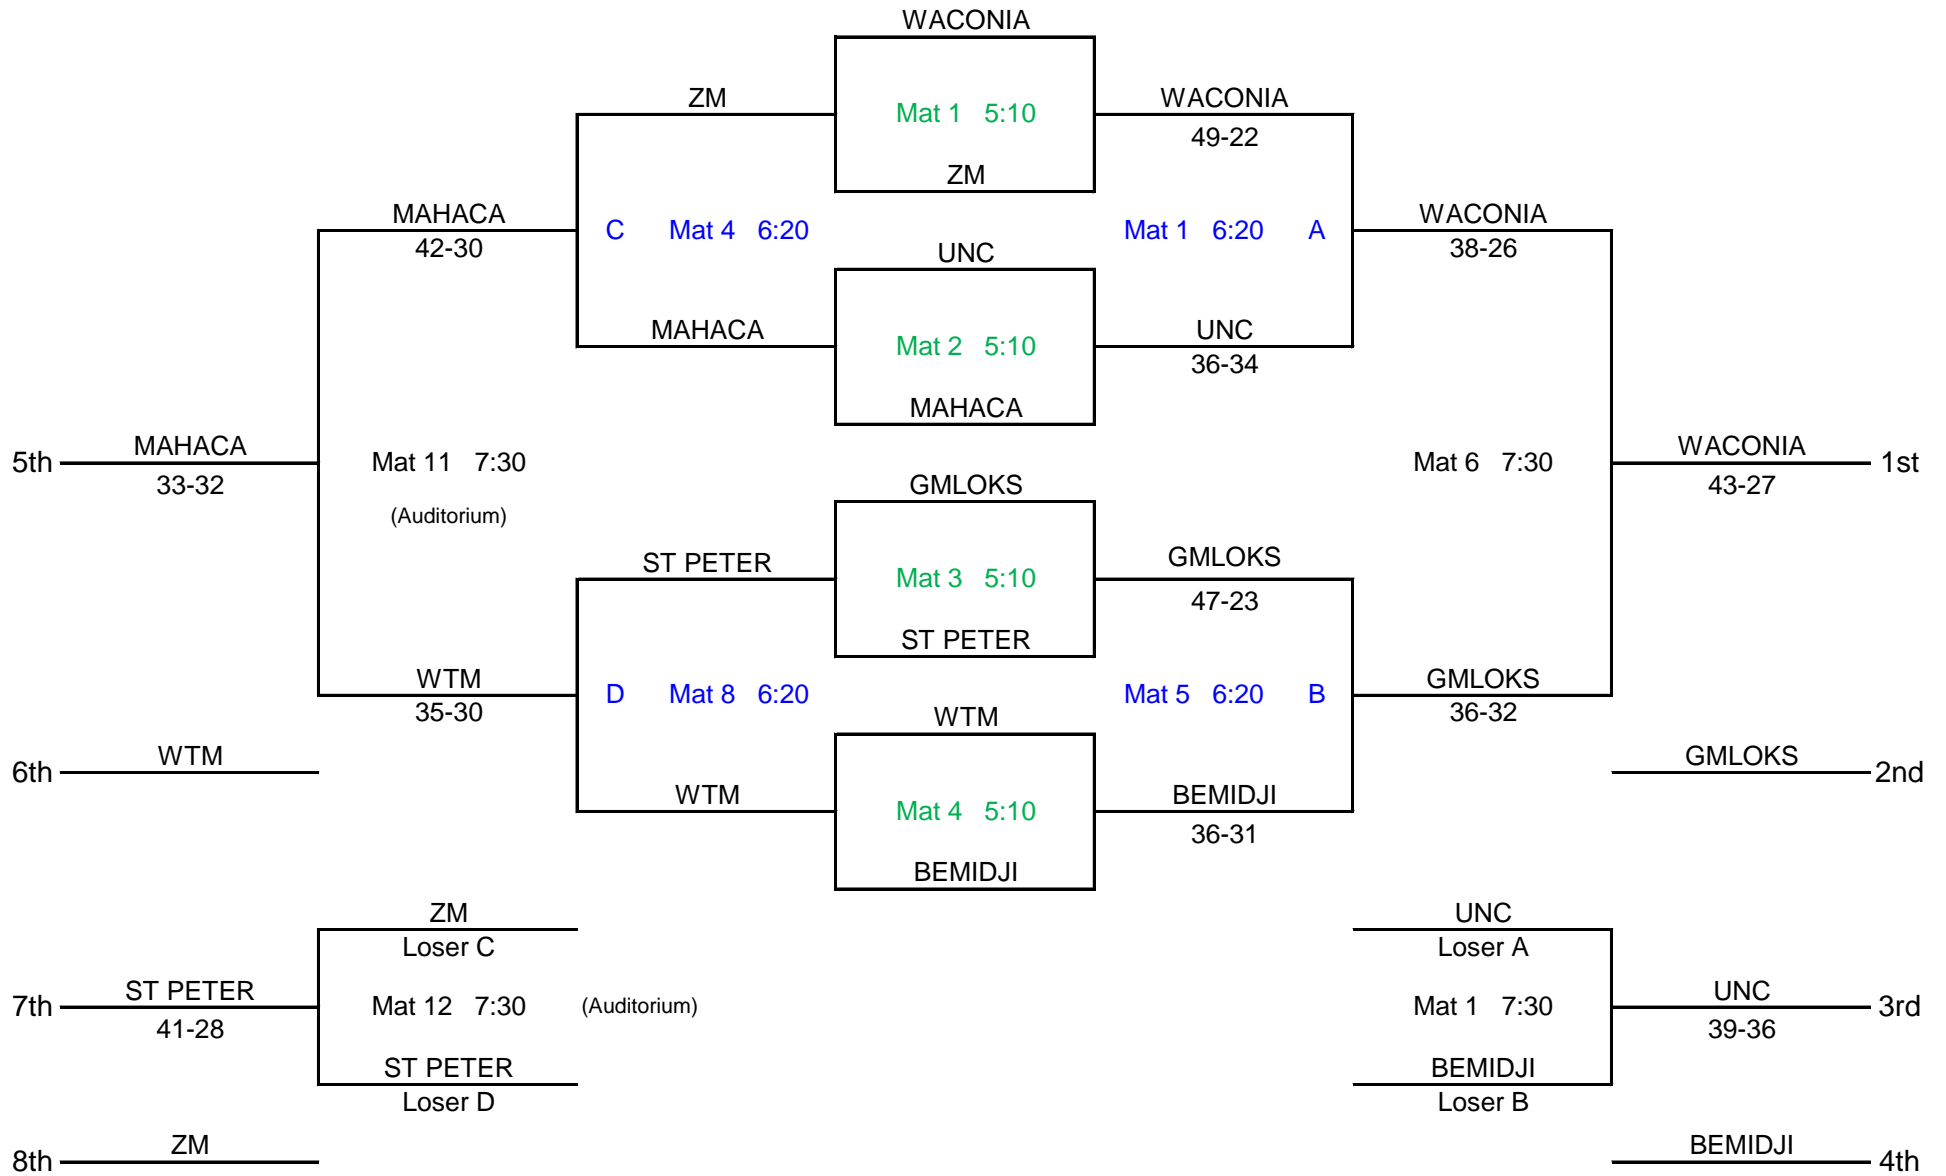 WACONIA
ZM
Mat 1 5:10
WACONIA
49-22
ZM
MAHACA
42-30
C Mat 4 6:20
Mat 1 6:20 A
WACONIA
38-26
UNC
MAHACA
Mat 2 5:10
UNC
36-34
MAHACA
5th
MAHACA
33-32
Mat 11 7:30
(Auditorium)
Mat 6 7:30
WACONIA
43-27
1st
GMLOKS
ST PETER
Mat 3 5:10
GMLOKS
47-23
ST PETER
WTM
35-30
D Mat 8 6:20
Mat 5 6:20 B
GMLOKS
36-32
WTM
6th
WTM
GMLOKS
2nd
WTM
Mat 4 5:10
BEMIDJI
36-31
BEMIDJI
ZM
Loser C
UNC
Loser A
7th
ST PETER
41-28
Mat 12 7:30
(Auditorium)
Mat 1 7:30
UNC
39-36
3rd
ST PETER
Loser D
BEMIDJI
Loser B
8th
ZM
BEMIDJI
4th